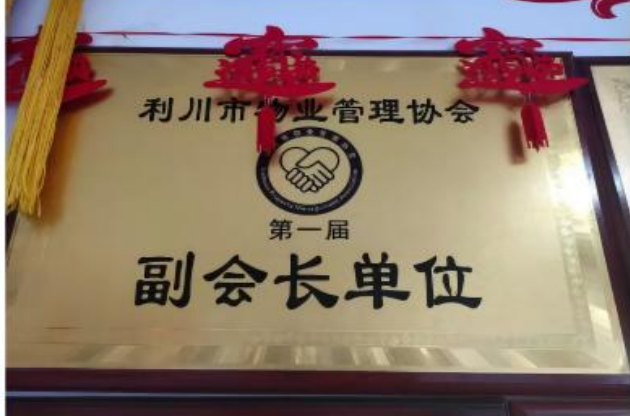 利川市物业管理协会
第一届
副会长单位